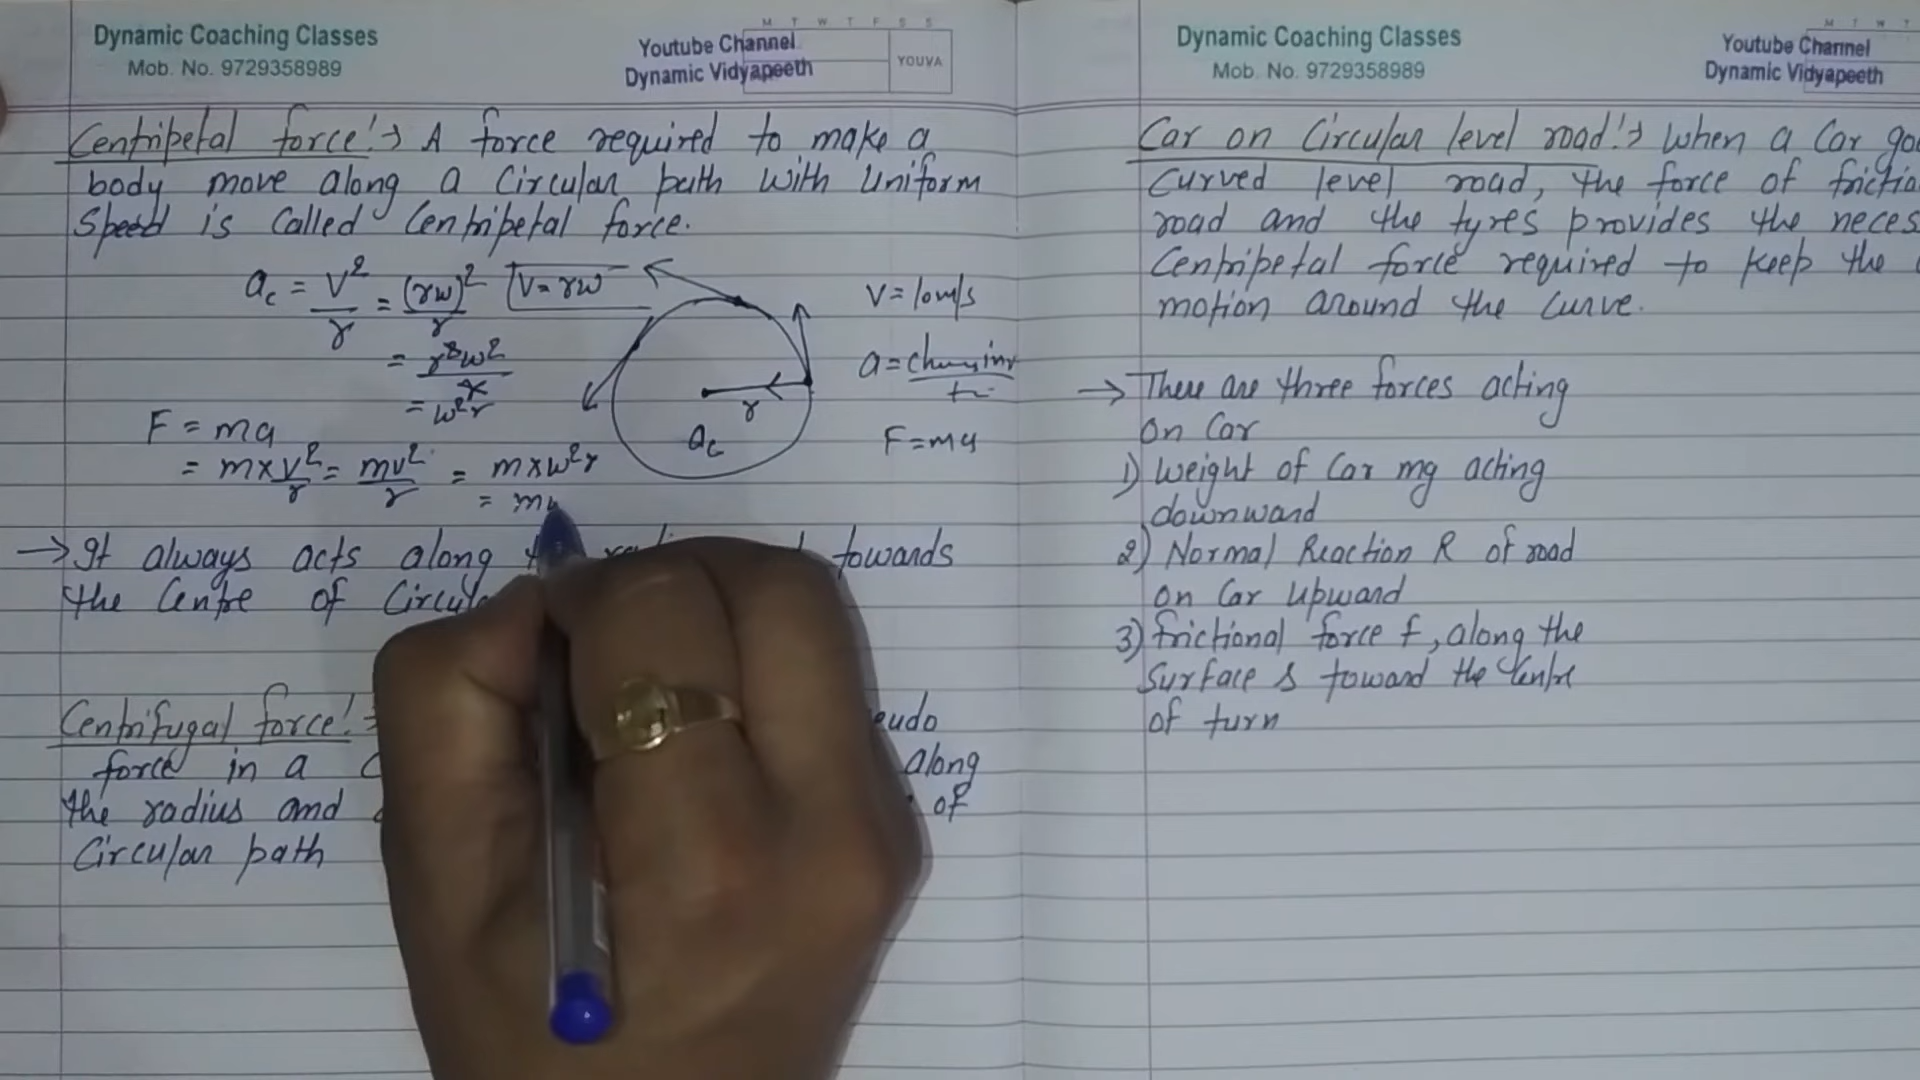 Dynamic Coaching Classes
Mob. No. 9729358989
M T W T F S S
Youtube Channel
Dynamic Vidyapeeth
YOUVA
Centripetal force:→ A force required to make a
body move along a Circular path with Uniform
Speed is Called Centripetal force.
a_c = V²/r = (rω)²/r V = rω
= r²ω²/r
= ω²r
V = 10m/s
a =
r
a_c
F = ma
F = ma
= m×V²/r = mv²/r = m×ω²r
= m
→ It always acts along towards
the Centre of
Centrifugal force:→
force in a along
the radius and of
Circular path
Dynamic Coaching Classes
Mob. No. 9729358989
M T W T
Youtube Channel
Dynamic Vidyapeeth
Car on Circular level road:→ When a Car
Curved level road, the force of
road and the tyres provides the
Centripetal force required to keep the
motion around the Curve.
→ There are three forces acting
on Car
1) Weight of Car mg acting
downward
2) Normal Reaction R of road
on Car Upward
3) Frictional force f, along the
Surface s toward the Centre
of turn